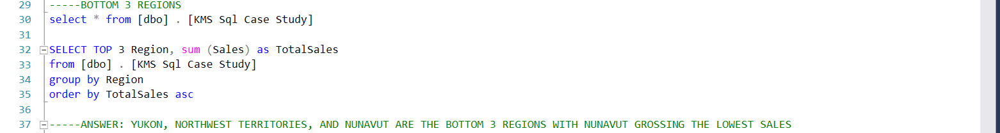 29 -----BOTTOM 3 REGIONS
30 select * from [dbo] . [KMS Sql Case Study]
31
32 SELECT TOP 3 Region, sum (Sales) as TotalSales
33 from [dbo] . [KMS Sql Case Study]
34 group by Region
35 order by TotalSales asc
36
37 -----ANSWER: YUKON, NORTHWEST TERRITORIES, AND NUNAVUT ARE THE BOTTOM 3 REGIONS WITH NUNAVUT GROSSING THE LOWEST SALES